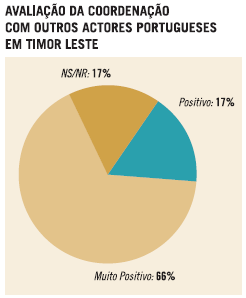 AVALIAÇÃO DA COORDENAÇÃO
COM OUTROS ACTORES PORTUGUESES
EM TIMOR LESTE
NS/NR: 17%
Positivo: 17%
Muito Positivo: 66%